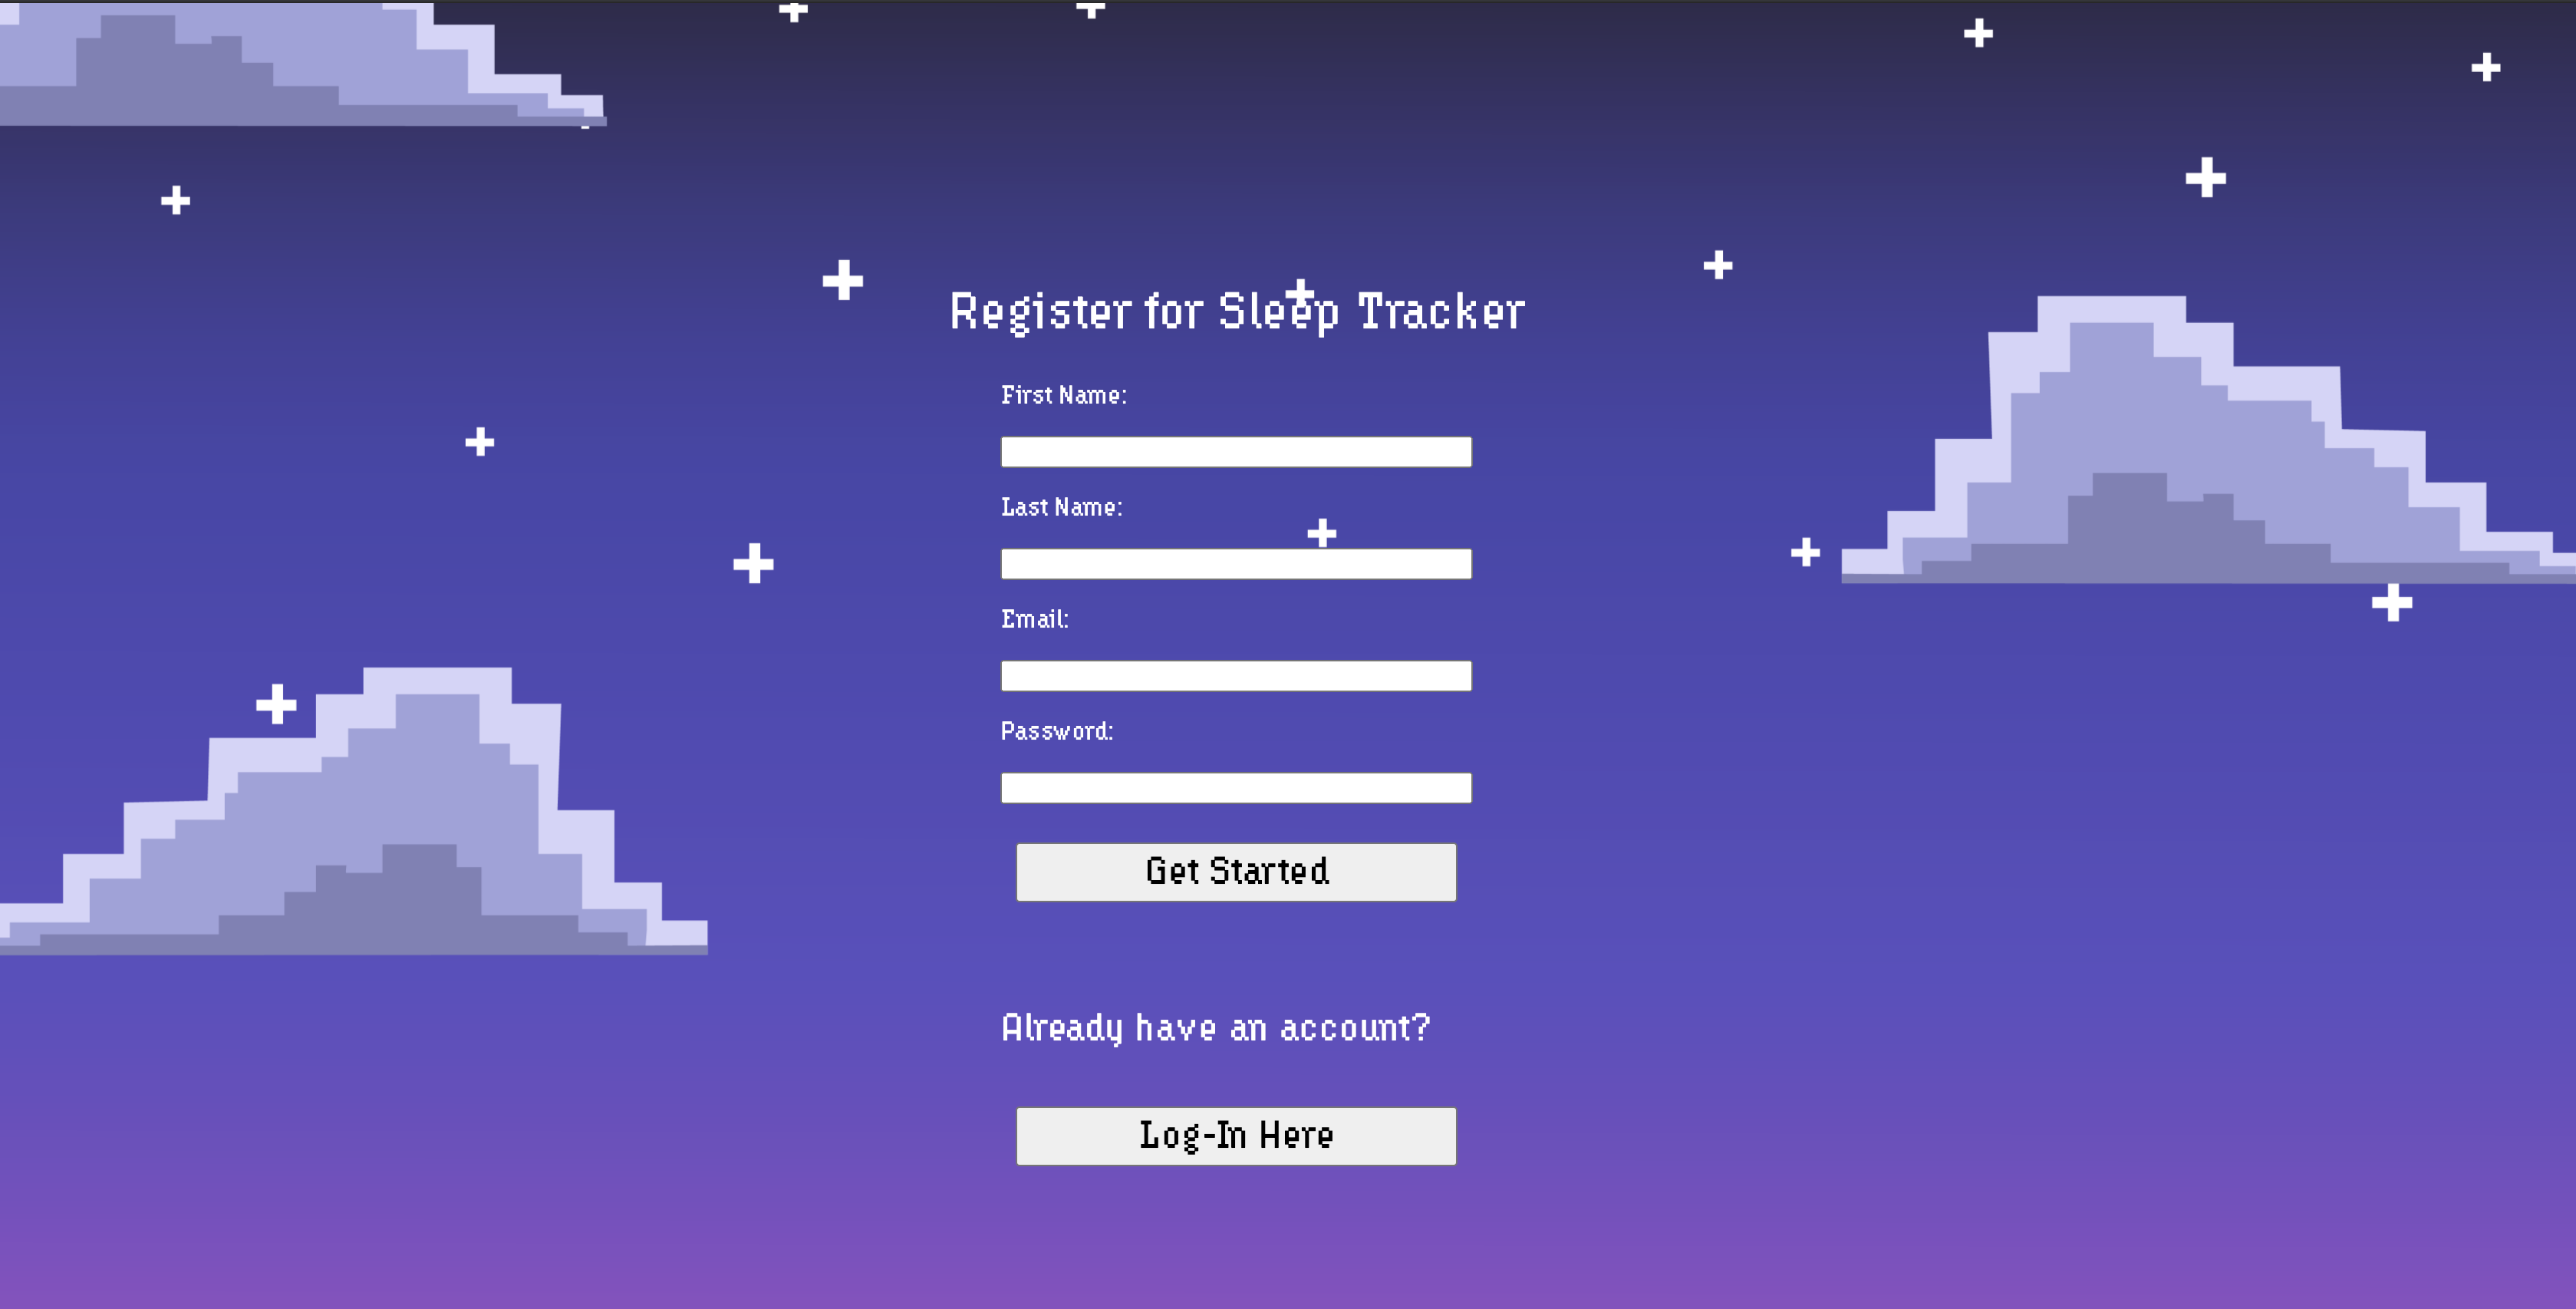 Register for Sleep Tracker
First Name:
Last Name:
Email:
Password:
Get Started
Already have an account?
Log-In Here